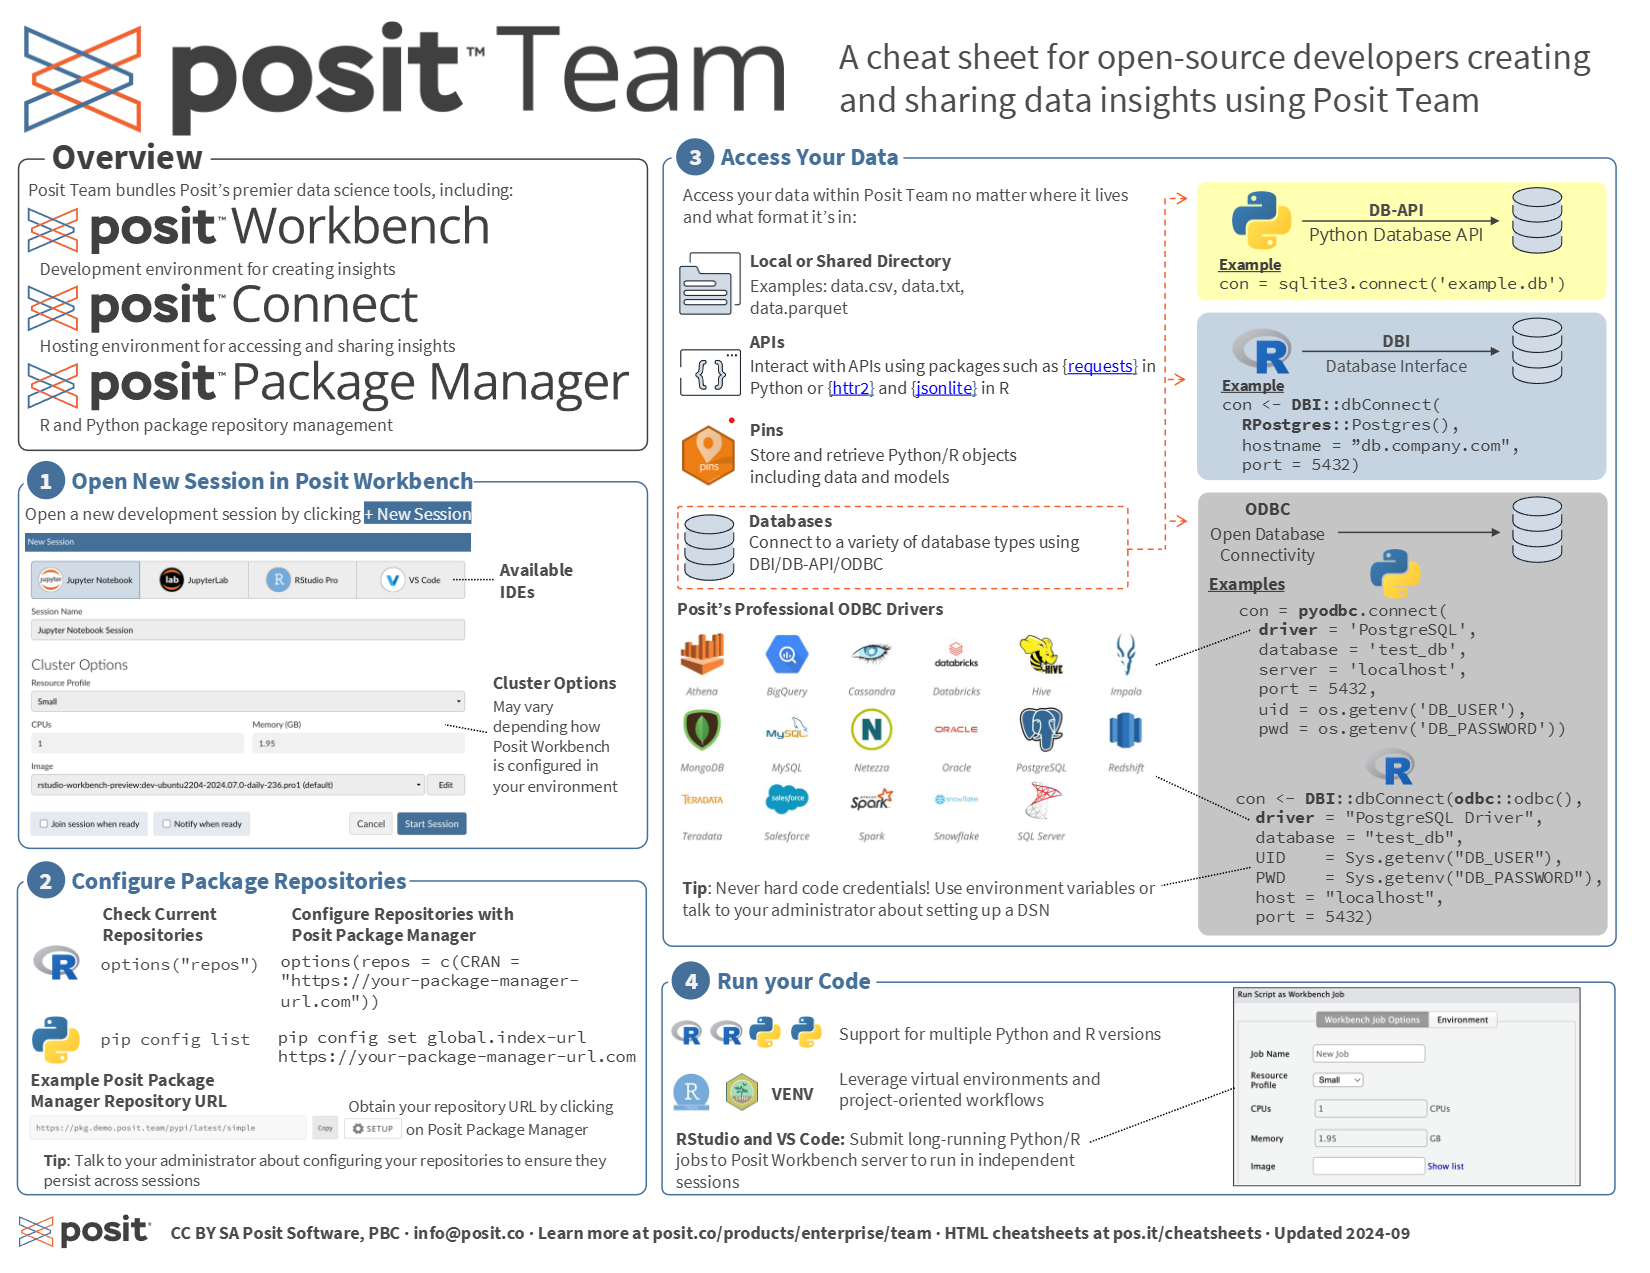 posit™ Team
A cheat sheet for open-source developers creating
and sharing data insights using Posit Team
Overview
Posit Team bundles Posit's premier data science tools, including:
posit™ Workbench
Development environment for creating insights
posit™ Connect
Hosting environment for accessing and sharing insights
posit™ Package Manager
R and Python package repository management
1 Open New Session in Posit Workbench
Open a new development session by clicking + New Session
New Session
jupyter Jupyter Notebook
lab JupyterLab
R RStudio Pro
VS Code
Available
IDEs
Session Name
Jupyter Notebook Session
Cluster Options
Resource Profile
Small
CPUs
Memory (GB)
1
1.95
Image
rstudio-workbench-preview:dev-ubuntu2204-2024.07.0-daily-236.pro1 (default)
Edit
Join session when ready
Notify when ready
Cancel
Start Session
Cluster Options
May vary
depending how
Posit Workbench
is configured in
your environment
2 Configure Package Repositories
Check Current
Repositories
Configure Repositories with
Posit Package Manager
R
options("repos")
options(repos = c(CRAN =
"https://your-package-manager-
url.com"))
pip config list
pip config set global.index-url
https://your-package-manager-url.com
Example Posit Package
Manager Repository URL
https://pkg.demo.posit.team/pypi/latest/simple
Copy
SETUP
Obtain your repository URL by clicking
on Posit Package Manager
Tip: Talk to your administrator about configuring your repositories to ensure they
persist across sessions
3 Access Your Data
Access your data within Posit Team no matter where it lives
and what format it's in:
Local or Shared Directory
Examples: data.csv, data.txt,
data.parquet
{ }
APIs
Interact with APIs using packages such as {requests} in
Python or {httr2} and {jsonlite} in R
pins
Pins
Store and retrieve Python/R objects
including data and models
Databases
Connect to a variety of database types using
DBI/DB-API/ODBC
Posit's Professional ODBC Drivers
databricks
HIVE
Athena
BigQuery
Cassandra
Databricks
Hive
Impala
MySQL
N
ORACLE
MongoDB
MySQL
Netezza
Oracle
PostgreSQL
Redshift
TERADATA
salesforce
APACHE Spark
snowflake
Teradata
Salesforce
Spark
Snowflake
SQL Server
Tip: Never hard code credentials! Use environment variables or
talk to your administrator about setting up a DSN
DB-API
Python Database API
Example
con = sqlite3.connect('example.db')
R
DBI
Database Interface
Example
con <- DBI::dbConnect(
RPostgres::Postgres(),
hostname = ”db.company.com",
port = 5432)
ODBC
Open Database
Connectivity
Examples
con = pyodbc.connect(
driver = 'PostgreSQL',
database = 'test_db',
server = 'localhost',
port = 5432,
uid = os.getenv('DB_USER'),
pwd = os.getenv('DB_PASSWORD'))
R
con <- DBI::dbConnect(odbc::odbc(),
driver = "PostgreSQL Driver",
database = "test_db",
UID    = Sys.getenv("DB_USER"),
PWD    = Sys.getenv("DB_PASSWORD"),
host = "localhost",
port = 5432)
4 Run your Code
R R
Support for multiple Python and R versions
R
VENV
Leverage virtual environments and
project-oriented workflows
RStudio and VS Code: Submit long-running Python/R
jobs to Posit Workbench server to run in independent
sessions
Run Script as Workbench Job
Workbench Job Options
Environment
Job Name
New Job
Resource
Profile
Small
CPUs
1
CPUs
Memory
1.95
GB
Image
Show list
posit
CC BY SA Posit Software, PBC · info@posit.co · Learn more at posit.co/products/enterprise/team · HTML cheatsheets at pos.it/cheatsheets · Updated 2024-09